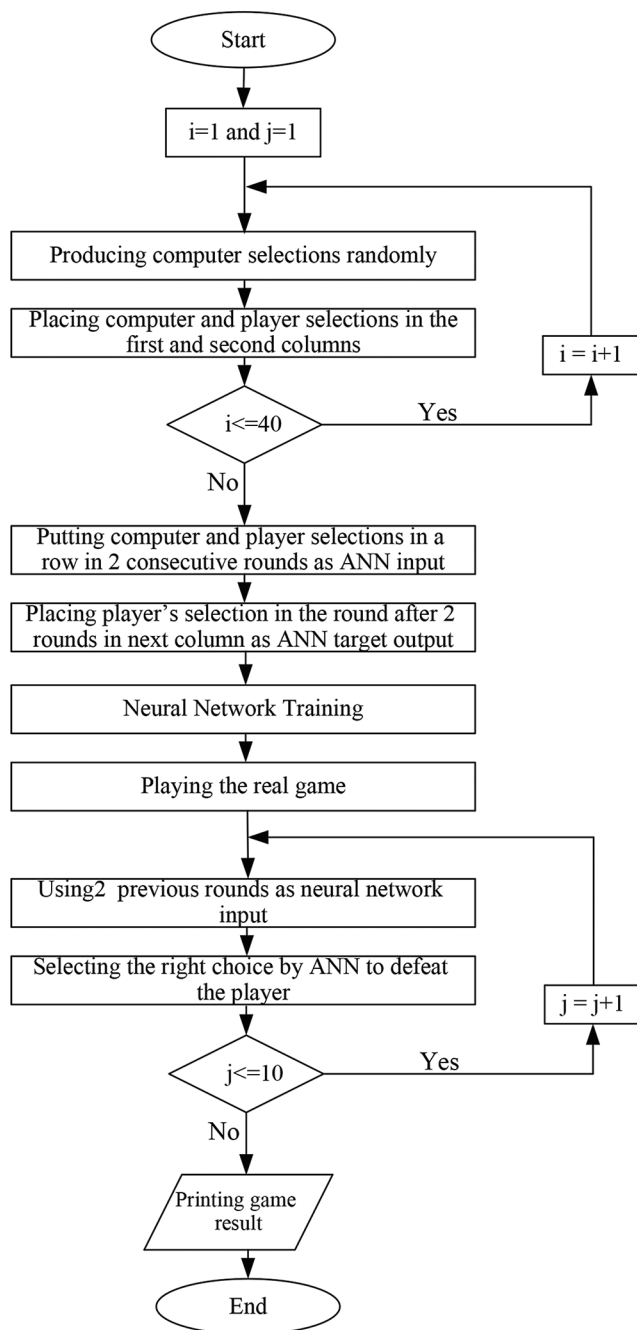 Start
i=1 and j=1
Producing computer selections randomly
Placing computer and player selections in the
first and second columns
i = i+1
i<=40
Yes
No
Putting computer and player selections in a
row in 2 consecutive rounds as ANN input
Placing player’s selection in the round after 2
rounds in next column as ANN target output
Neural Network Training
Playing the real game
Using2  previous rounds as neural network
input
Selecting the right choice by ANN to defeat
the player
j = j+1
j<=10
Yes
No
Printing game
result
End